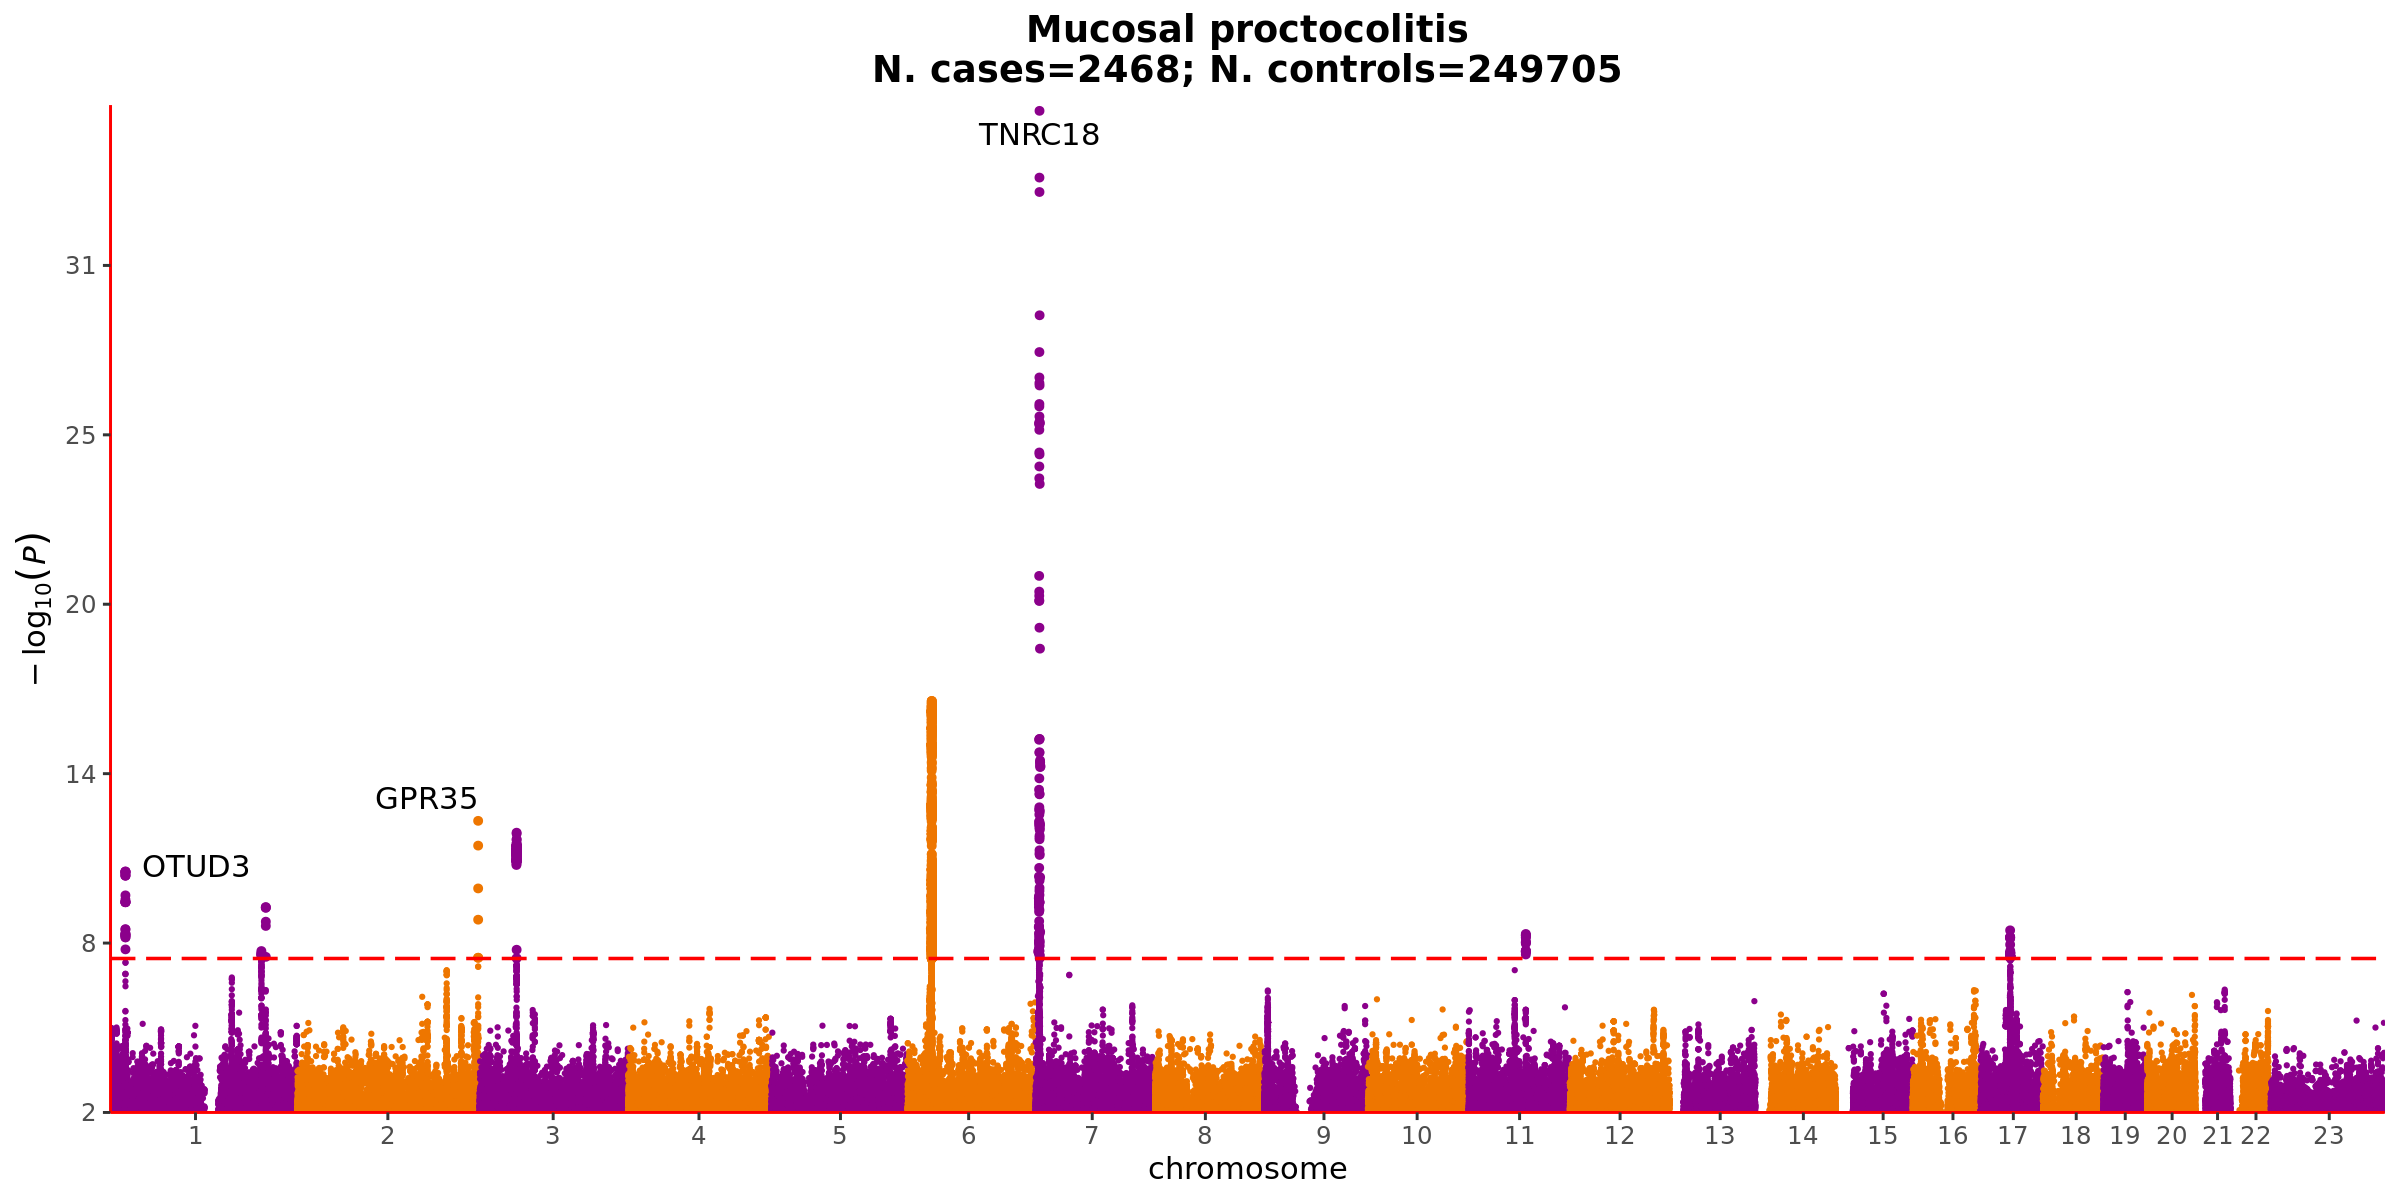 Mucosal proctocolitis
N. cases=2468; N. controls=249705
TNRC18
31
25
− log10(P)
20
14
GPR35
OTUD3
8
2
1 2 3 4 5 6 7 8 9 10 11 12 13 14 15 16 17 18 19 20 21 22 23
chromosome